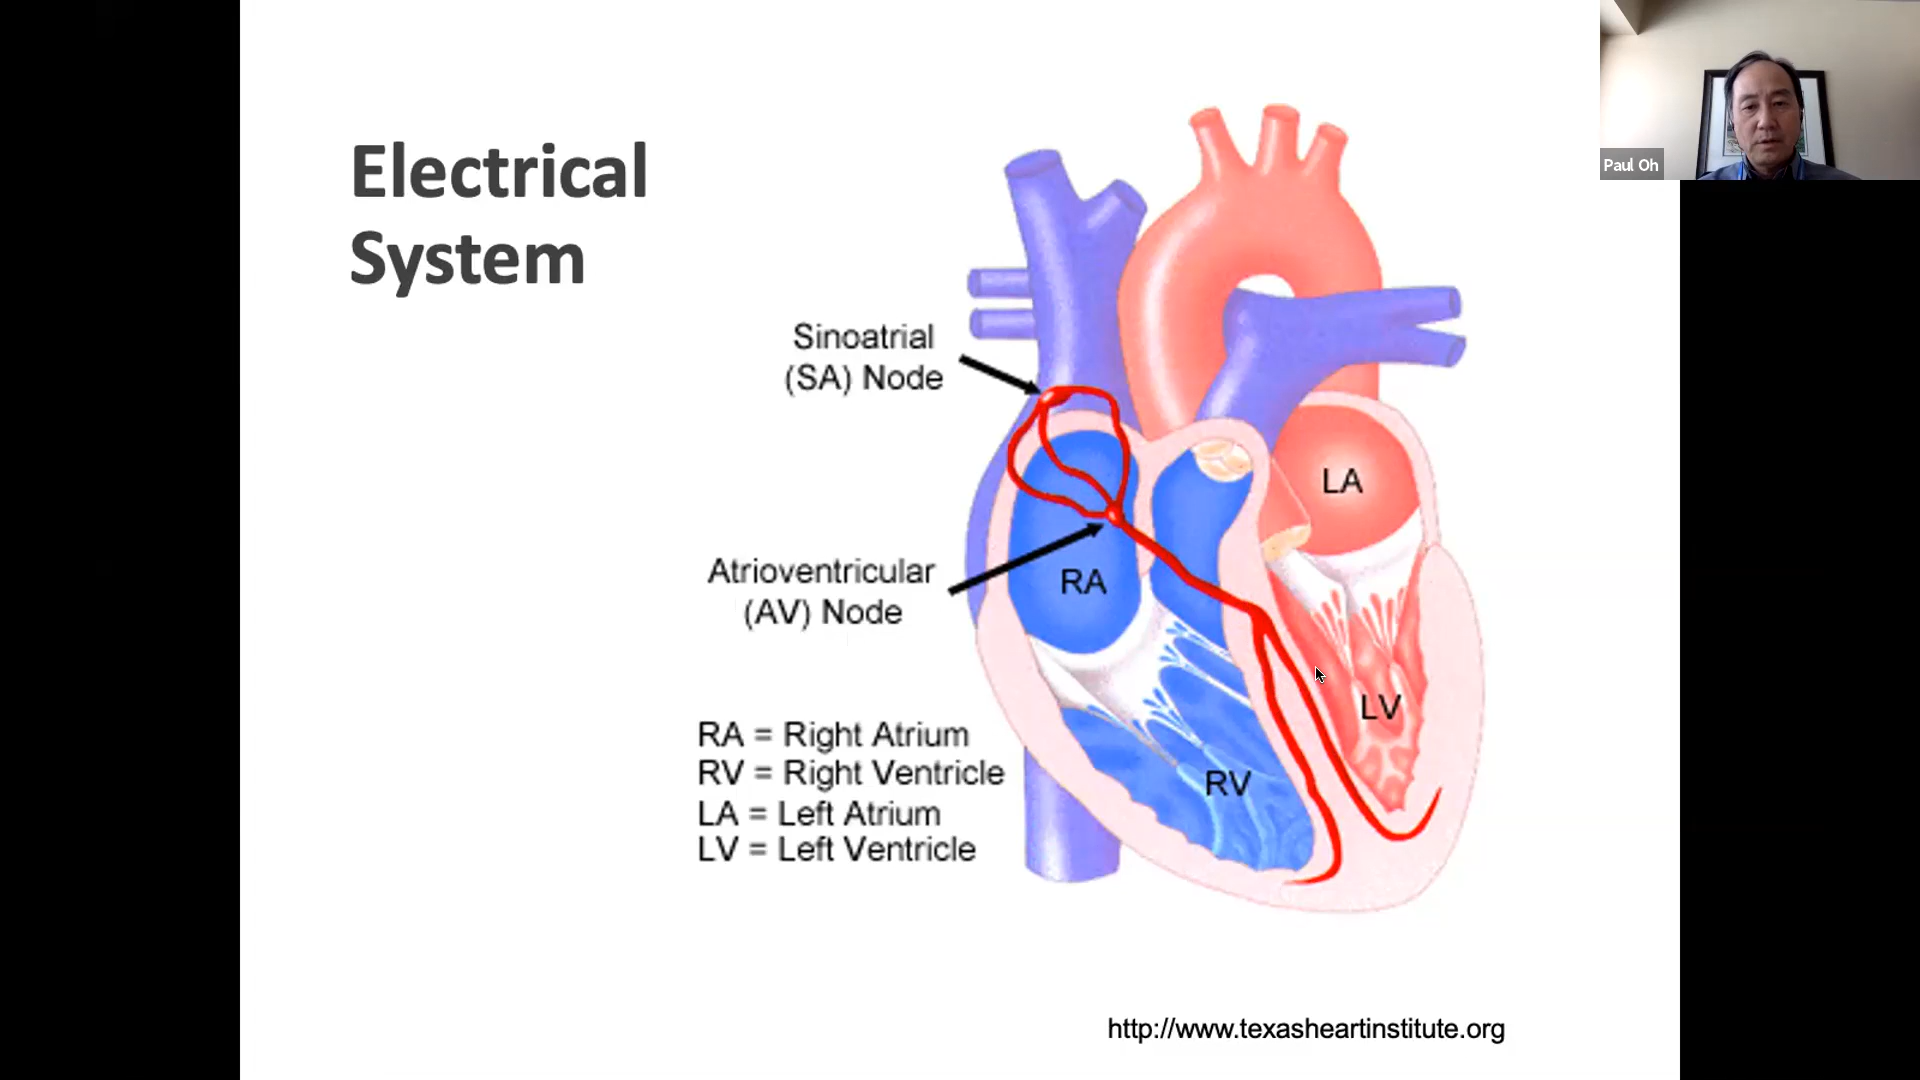 Electrical
System
Paul Oh
Sinoatrial
(SA) Node
LA
Atrioventricular
(AV) Node
RA
LV
RV
RA = Right Atrium
RV = Right Ventricle
LA = Left Atrium
LV = Left Ventricle
http://www.texasheartinstitute.org